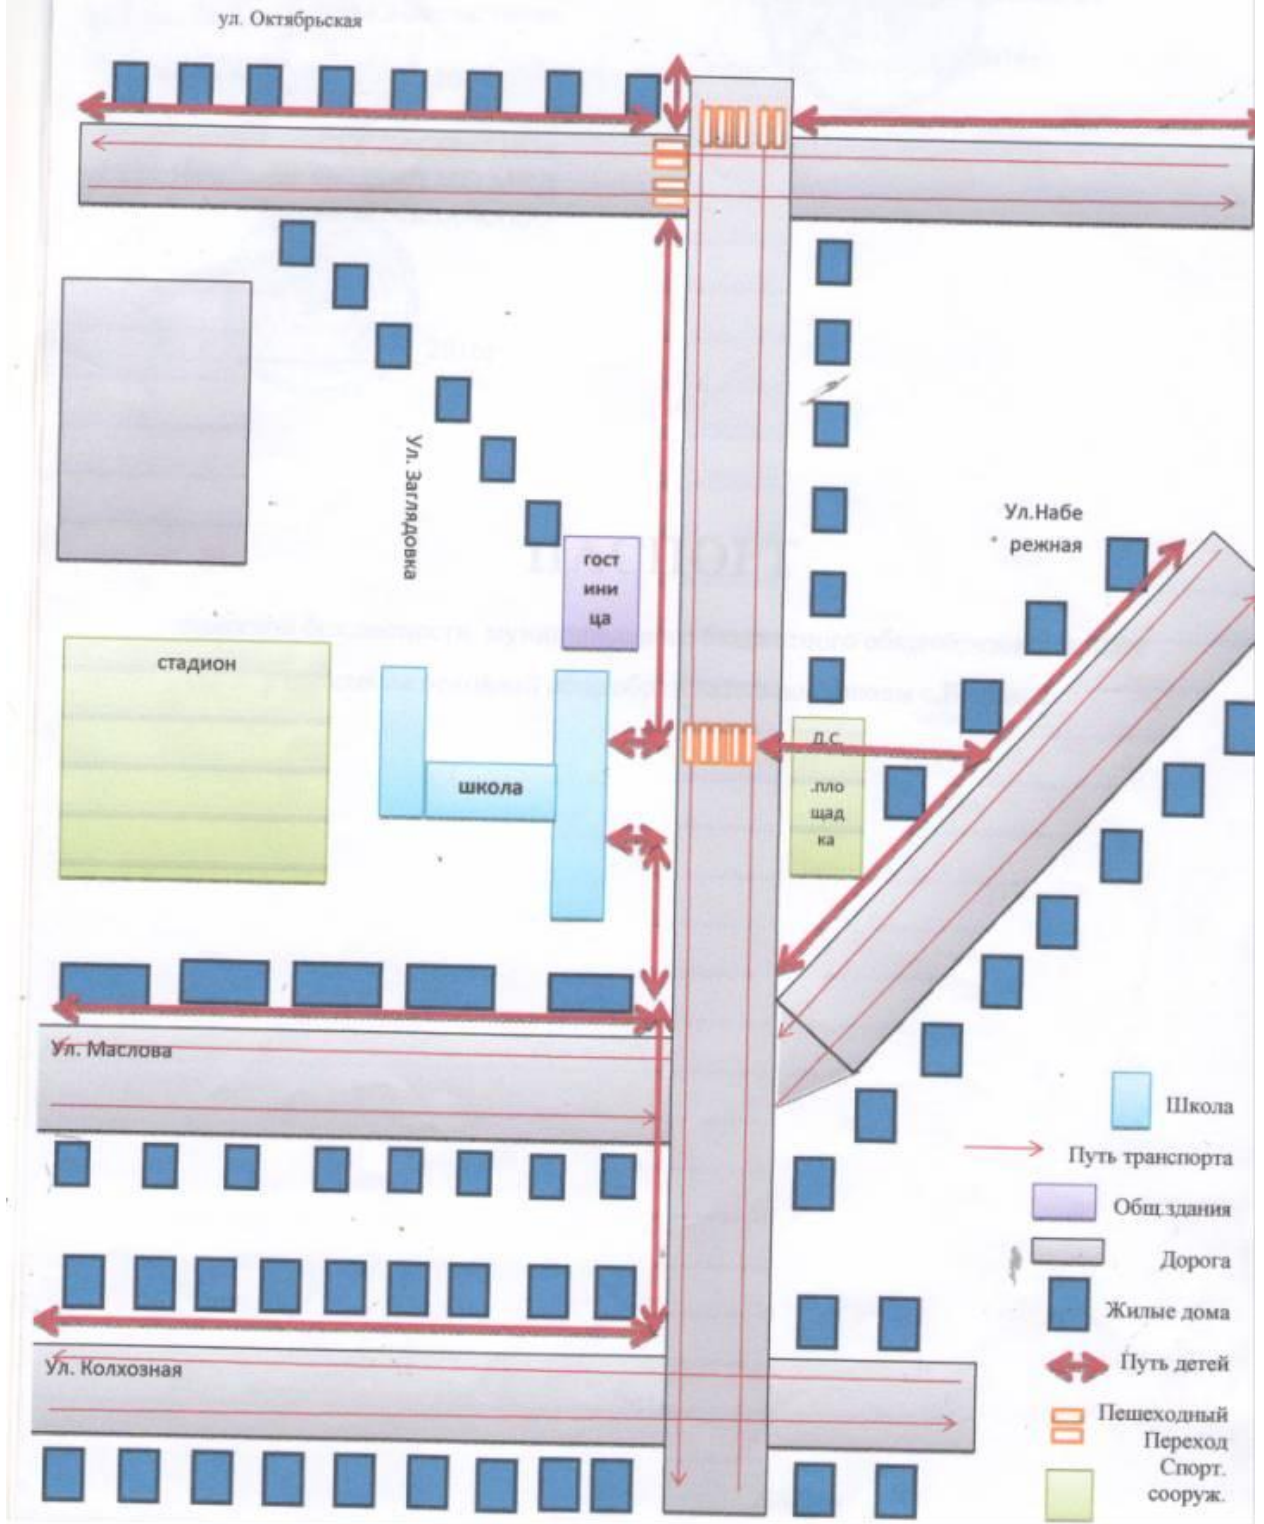 ул. Октябрьская
Ул. Заглядовка
гост
ини
ца
Ул.Набе
режная
стадион
школа
Д.С.
.пло
щад
ка
Ул. Маслова
Школа
Путь транспорта
Общ.здания
Дорога
Жилые дома
Ул. Колхозная
Путь детей
Пешеходный
Переход
Спорт.
сооруж.